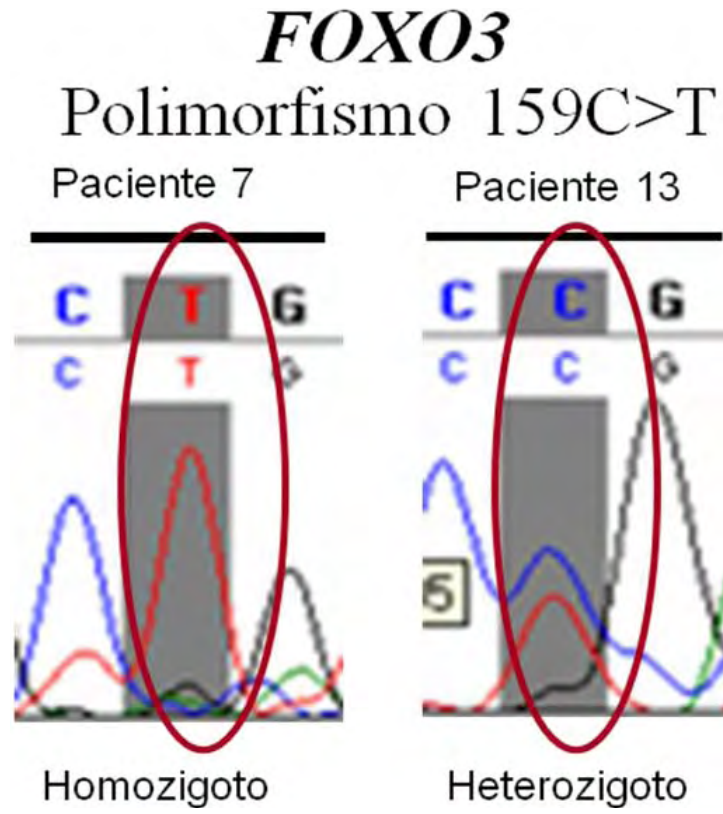 FOXO3
Polimorfismo 159C>T
Paciente 7
Paciente 13
C T G
C T G
C C G
C C G
5
Homozigoto
Heterozigoto